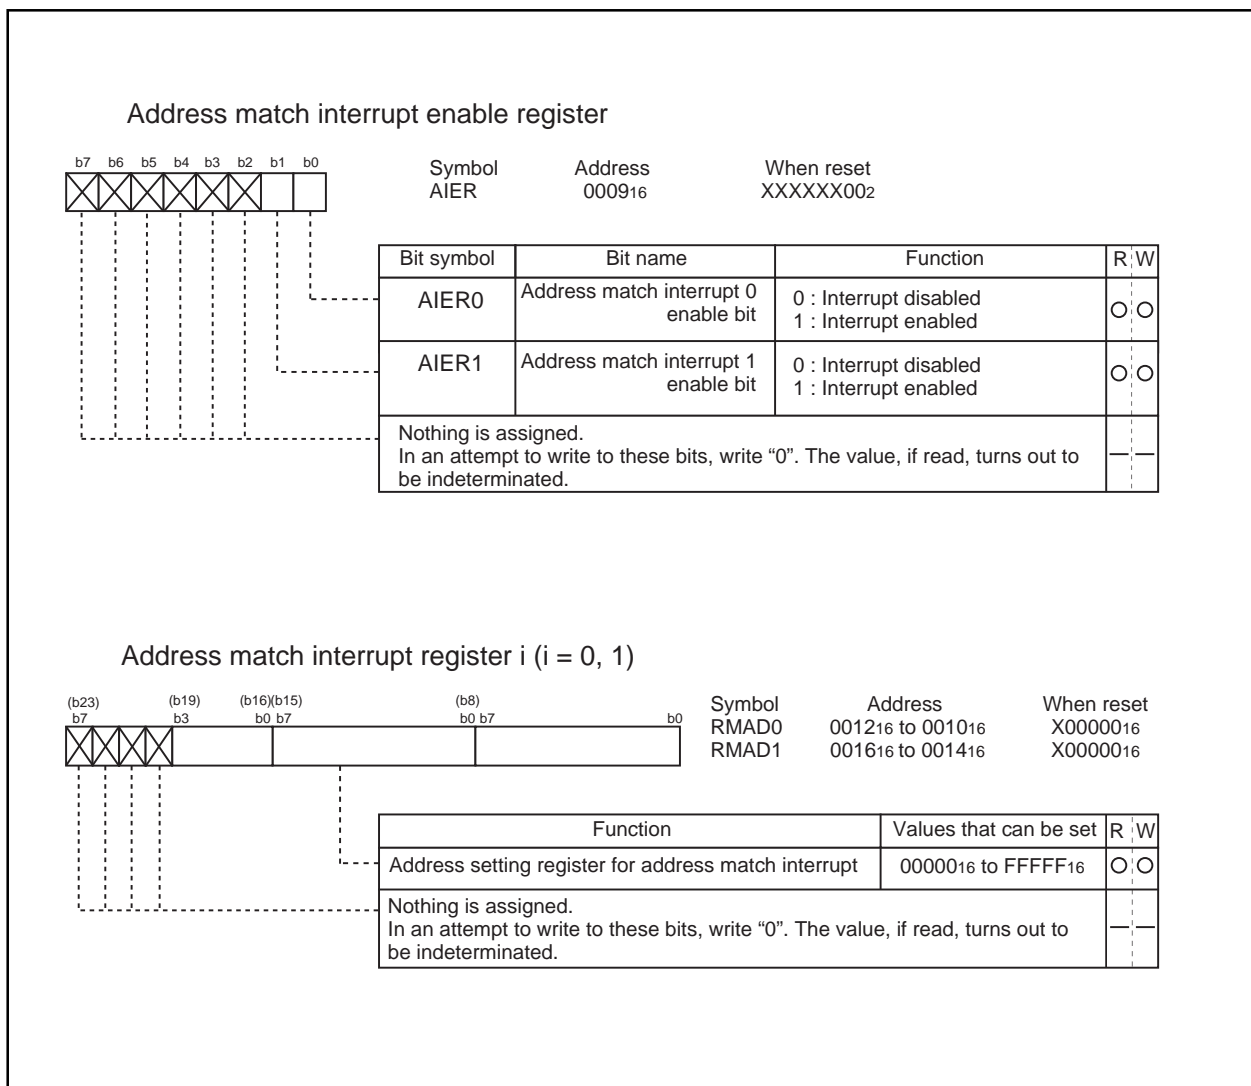 Address match interrupt enable register
b7 b6 b5 b4 b3 b2 b1 b0
Symbol Address When reset
AIER 000916 XXXXXX002
Bit symbol Bit name Function R W
AIER0 Address match interrupt 0 enable bit 0 : Interrupt disabled
1 : Interrupt enabled
AIER1 Address match interrupt 1 enable bit 0 : Interrupt disabled
1 : Interrupt enabled
Nothing is assigned.
In an attempt to write to these bits, write “0”. The value, if read, turns out to
be indeterminated.
Address match interrupt register i (i = 0, 1)
(b23) (b19) (b16)(b15) (b8)
b7 b3 b0 b7 b0 b7 b0
Symbol Address When reset
RMAD0 001216 to 001016 X0000016
RMAD1 001616 to 001416 X0000016
Function Values that can be set R W
Address setting register for address match interrupt 0000016 to FFFFF16
Nothing is assigned.
In an attempt to write to these bits, write “0”. The value, if read, turns out to
be indeterminated.